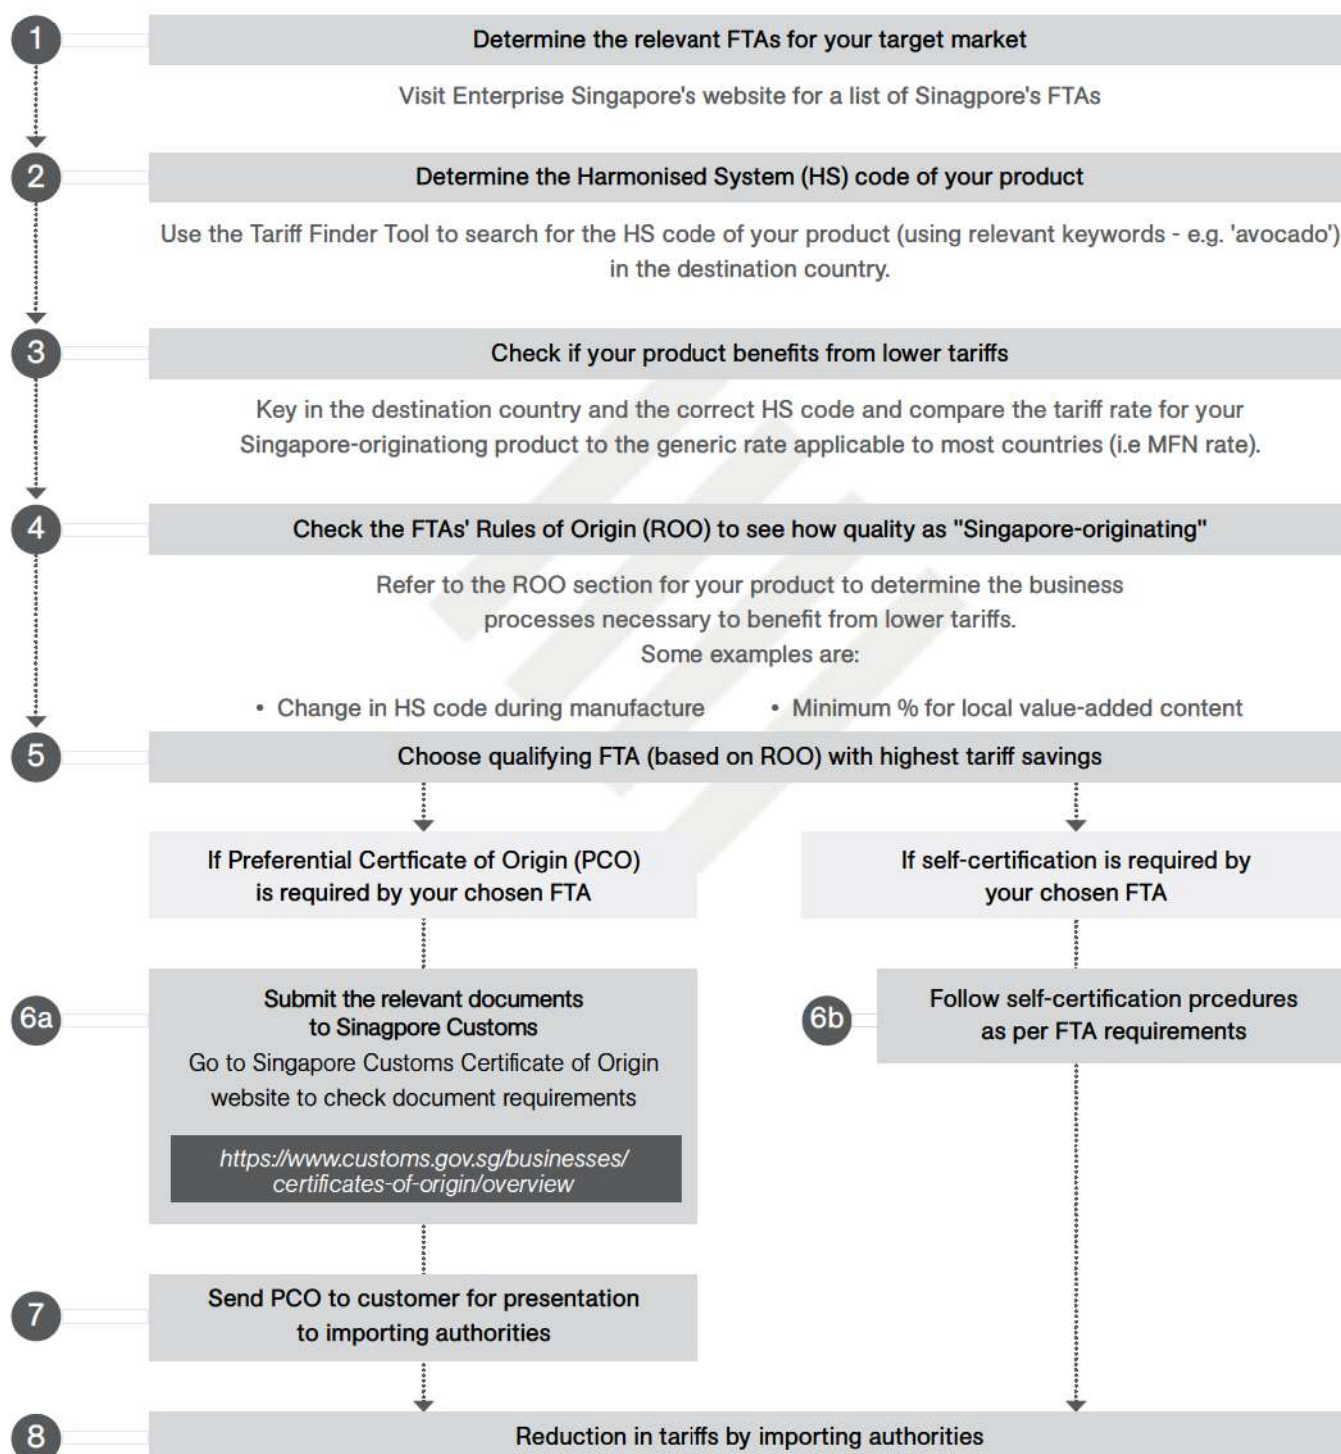 1
Determine the relevant FTAs for your target market
Visit Enterprise Singapore's website for a list of Sinagpore's FTAs
2
Determine the Harmonised System (HS) code of your product
Use the Tariff Finder Tool to search for the HS code of your product (using relevant keywords - e.g. 'avocado')
in the destination country.
3
Check if your product benefits from lower tariffs
Key in the destination country and the correct HS code and compare the tariff rate for your
Singapore-originationg product to the generic rate applicable to most countries (i.e MFN rate).
4
Check the FTAs' Rules of Origin (ROO) to see how quality as "Singapore-originating"
Refer to the ROO section for your product to determine the business
processes necessary to benefit from lower tariffs.
Some examples are:
• Change in HS code during manufacture • Minimum % for local value-added content
5
Choose qualifying FTA (based on ROO) with highest tariff savings
If Preferential Certficate of Origin (PCO)
is required by your chosen FTA
If self-certification is required by
your chosen FTA
6a
Submit the relevant documents
to Sinagpore Customs
Go to Singapore Customs Certificate of Origin
website to check document requirements
https://www.customs.gov.sg/businesses/
certificates-of-origin/overview
6b
Follow self-certification prcedures
as per FTA requirements
7
Send PCO to customer for presentation
to importing authorities
8
Reduction in tariffs by importing authorities